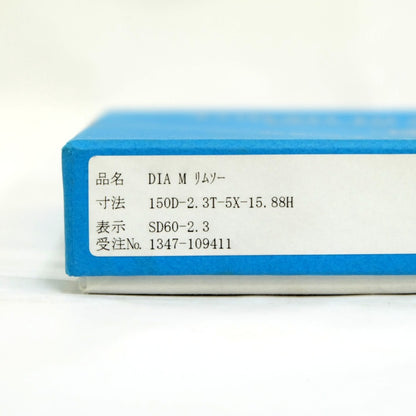 品名 DIA M ﾘﾑｿｰ
寸法 150D-2.3T-5X-15.88H
表示 SD60-2.3
受注No. 1347-109411